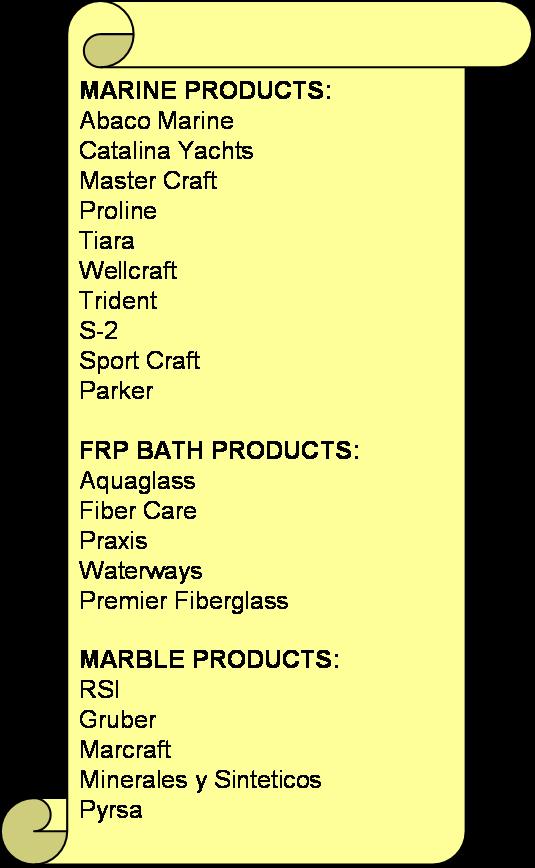 MARINE PRODUCTS:
Abaco Marine
Catalina Yachts
Master Craft
Proline
Tiara
Wellcraft
Trident
S-2
Sport Craft
Parker
FRP BATH PRODUCTS:
Aquaglass
Fiber Care
Praxis
Waterways
Premier Fiberglass
MARBLE PRODUCTS:
RSI
Gruber
Marcraft
Minerales y Sinteticos
Pyrsa